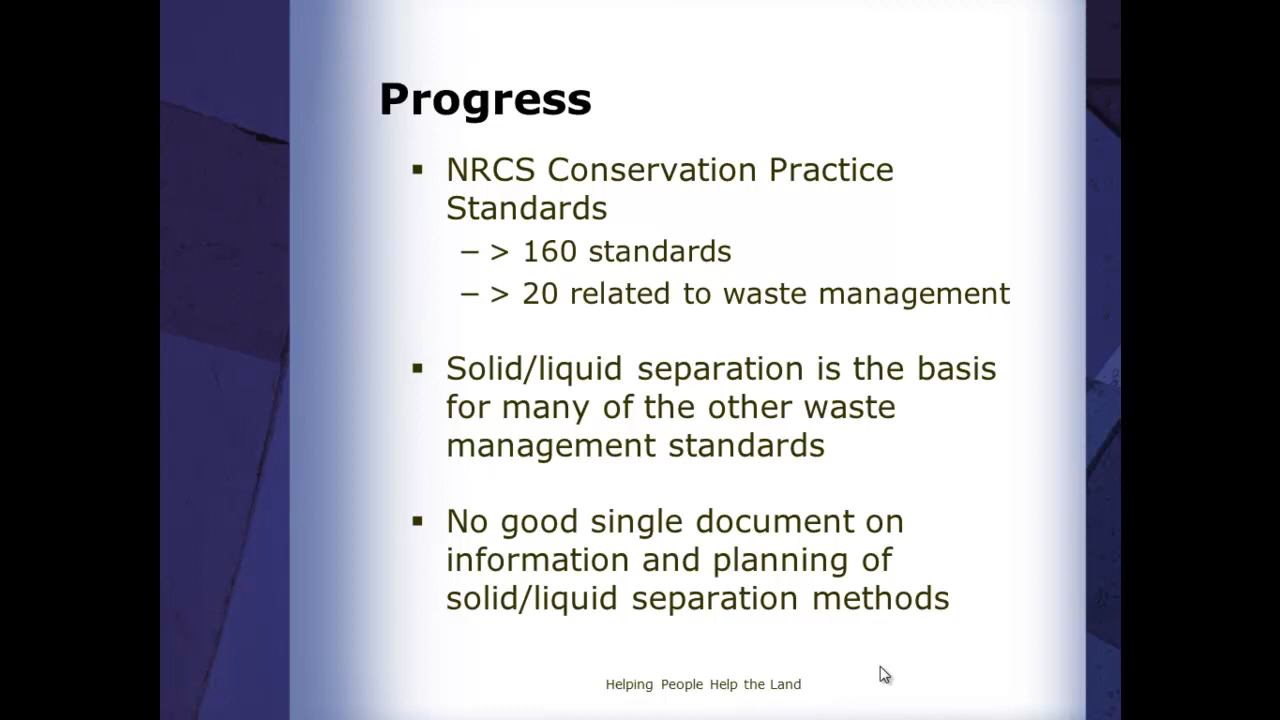 Progress
▪ NRCS Conservation Practice
Standards
– > 160 standards
– > 20 related to waste management
▪ Solid/liquid separation is the basis
for many of the other waste
management standards
▪ No good single document on
information and planning of
solid/liquid separation methods
Helping People Help the Land